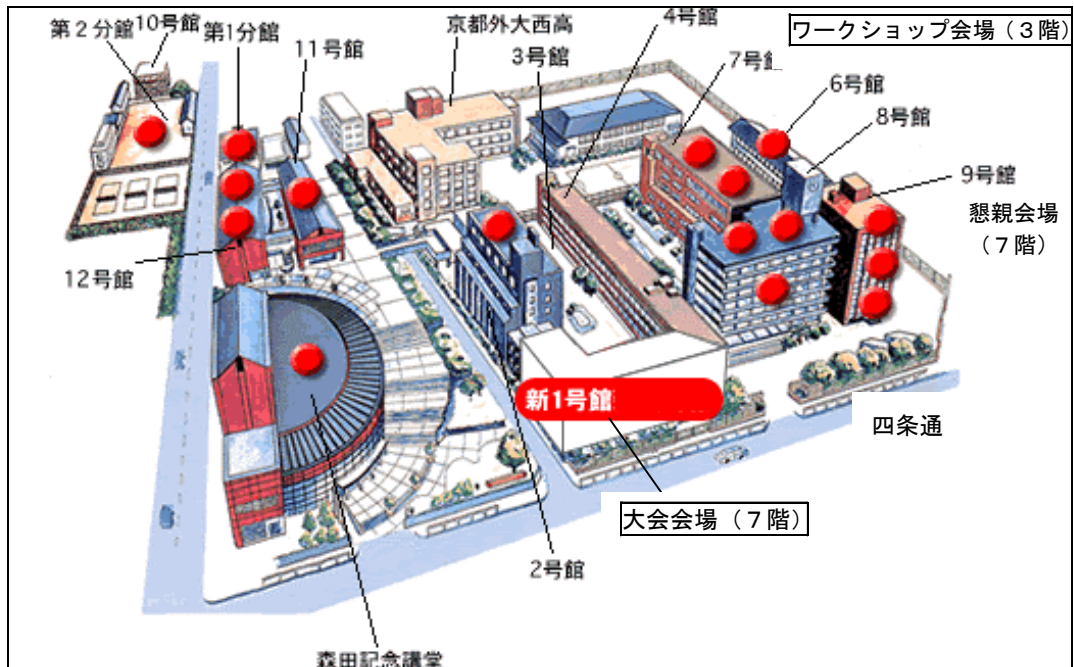 第２分館
10号館
第1分館
11号館
京都外大西高
4号館
3号館
ワークショップ会場（３階）
7号館
6号館
8号館
9号館
懇親会場
（７階）
12号館
新1号館
四条通
大会会場（７階）
2号館
森田記念講堂